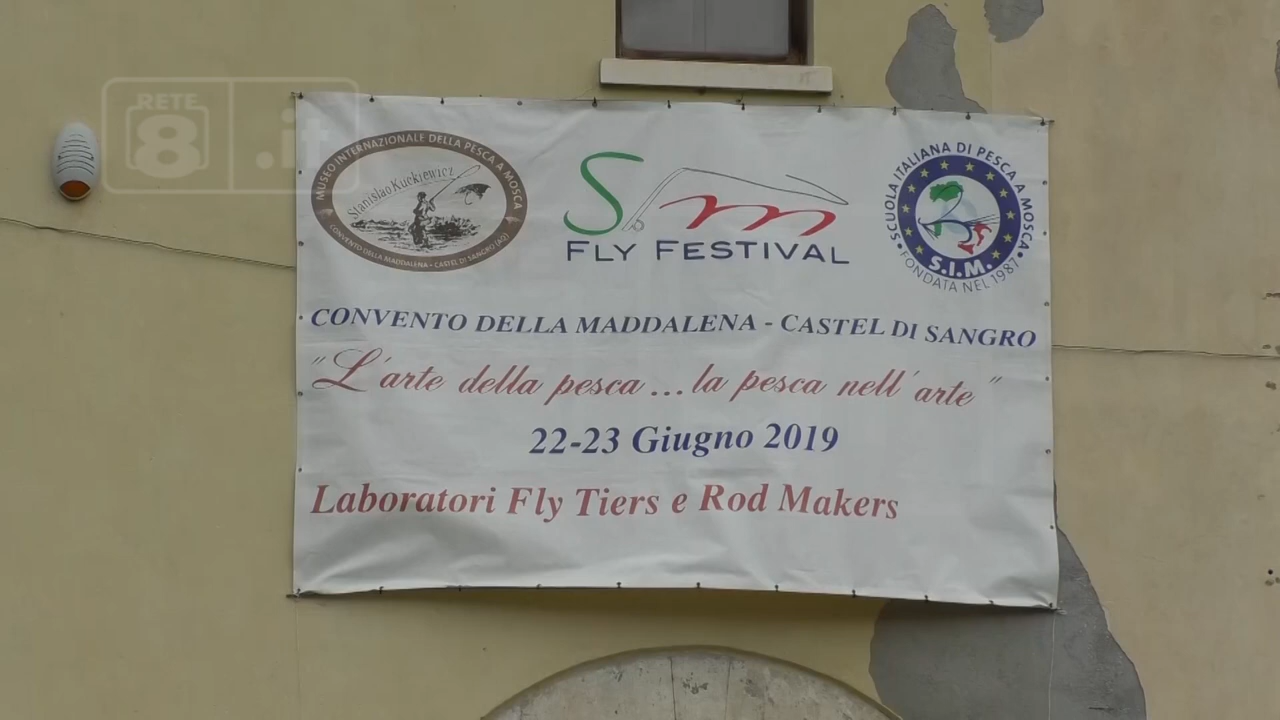 RETE
8 .it
MUSEO INTERNAZIONALE DELLA PESCA A MOSCA
Stanislao Kuckiewicz
CONVENTO DELLA MADDALENA - CASTEL DI SANGRO (AQ)
Sim
FLY FESTIVAL
• SCUOLA ITALIANA DI PESCA A MOSCA •
S.I.M.
FONDATA NEL 1987
CONVENTO DELLA MADDALENA - CASTEL DI SANGRO
"L'arte della pesca...la pesca nell'arte"
22-23 Giugno 2019
Laboratori Fly Tiers e Rod Makers